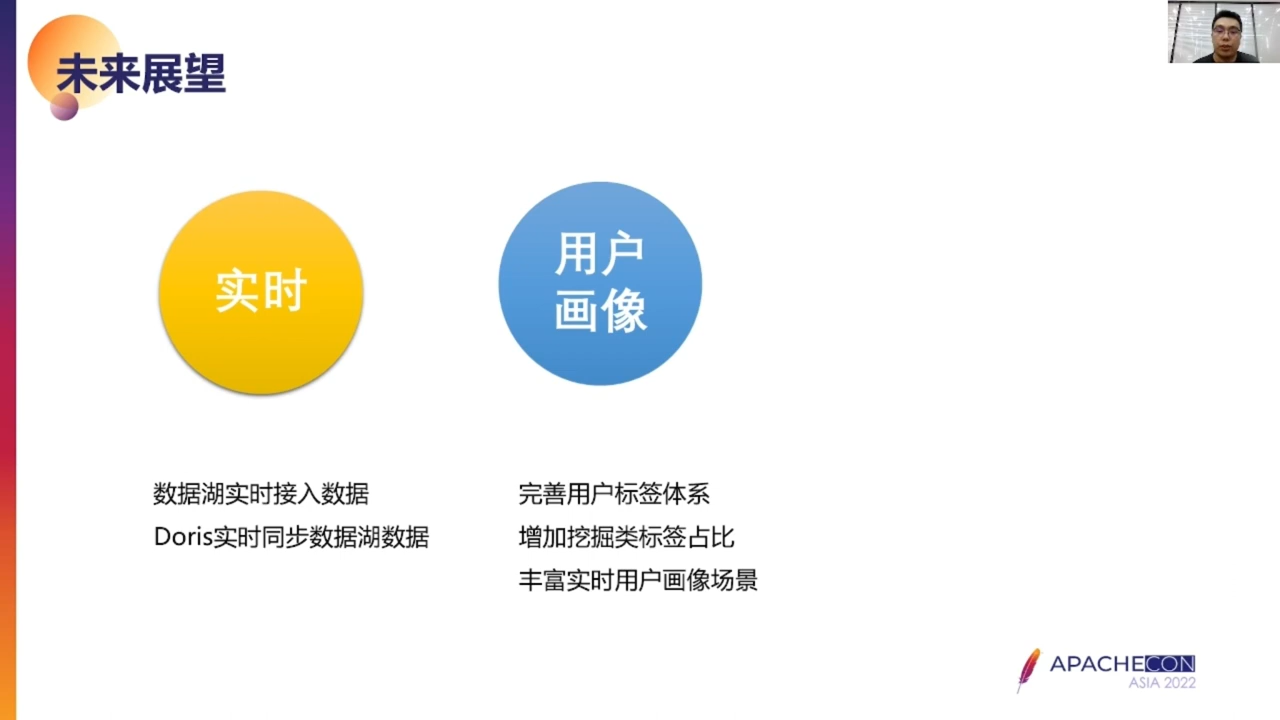 未来展望
实时
用户
画像
数据湖实时接入数据
Doris实时同步数据湖数据
完善用户标签体系
增加挖掘类标签占比
丰富实时用户画像场景
APACHECON
ASIA 2022